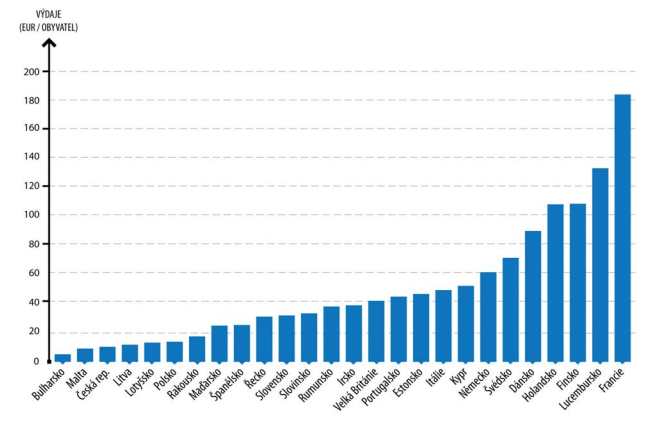 VÝDAJE
(EUR / OBYVATEL)
200
180
160
140
120
100
80
60
40
20
0
Bulharsko
Malta
Česká rep.
Litva
Lotyšsko
Polsko
Rakousko
Maďarsko
Španělsko
Řecko
Slovensko
Slovinsko
Rumunsko
Irsko
Velká Británie
Portugalsko
Estonsko
Itálie
Kypr
Německo
Švédsko
Dánsko
Holandsko
Finsko
Lucembursko
Francie